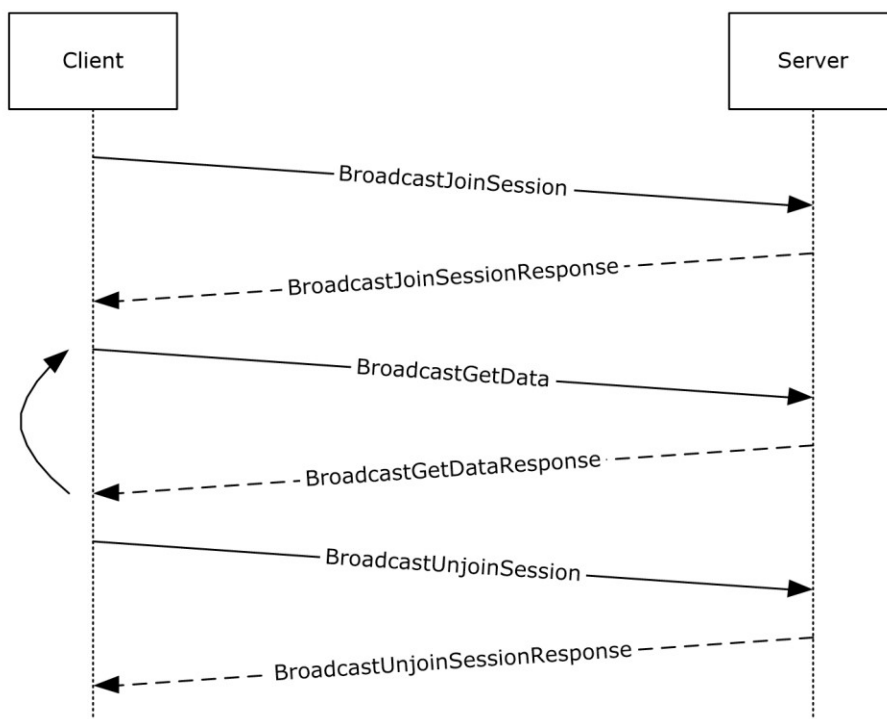 Client
Server
BroadcastJoinSession
BroadcastJoinSessionResponse
BroadcastGetData
BroadcastGetDataResponse
BroadcastUnjoinSession
BroadcastUnjoinSessionResponse